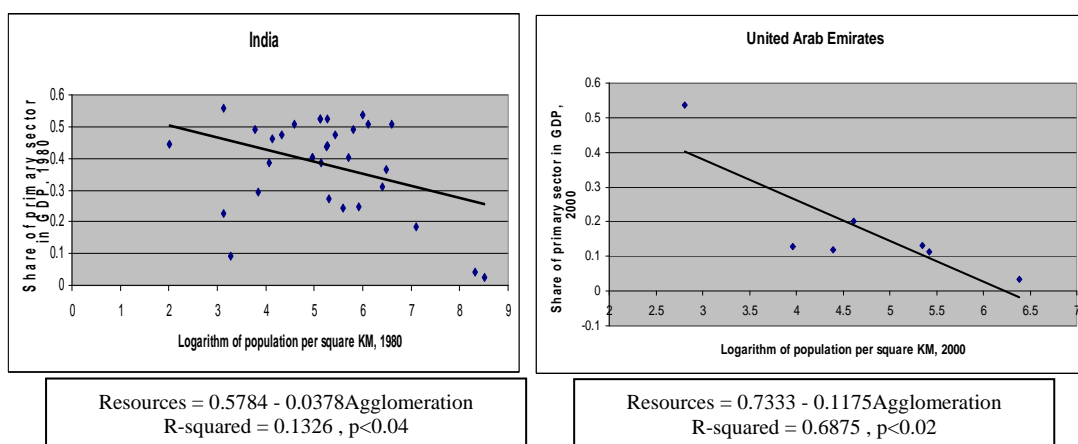 India
Share of primary sector
in GDP, 1980
0.6
0.5
0.4
0.3
0.2
0.1
0
0 1 2 3 4 5 6 7 8 9
Logarithm of population per square KM, 1980
Resources = 0.5784 - 0.0378Agglomeration
R-squared = 0.1326 , p<0.04
United Arab Emirates
Share of primary sector in GDP,
2000
0.6
0.5
0.4
0.3
0.2
0.1
0
-0.1
2 2.5 3 3.5 4 4.5 5 5.5 6 6.5 7
Logarithm of population per square KM, 2000
Resources = 0.7333 - 0.1175Agglomeration
R-squared = 0.6875 , p<0.02